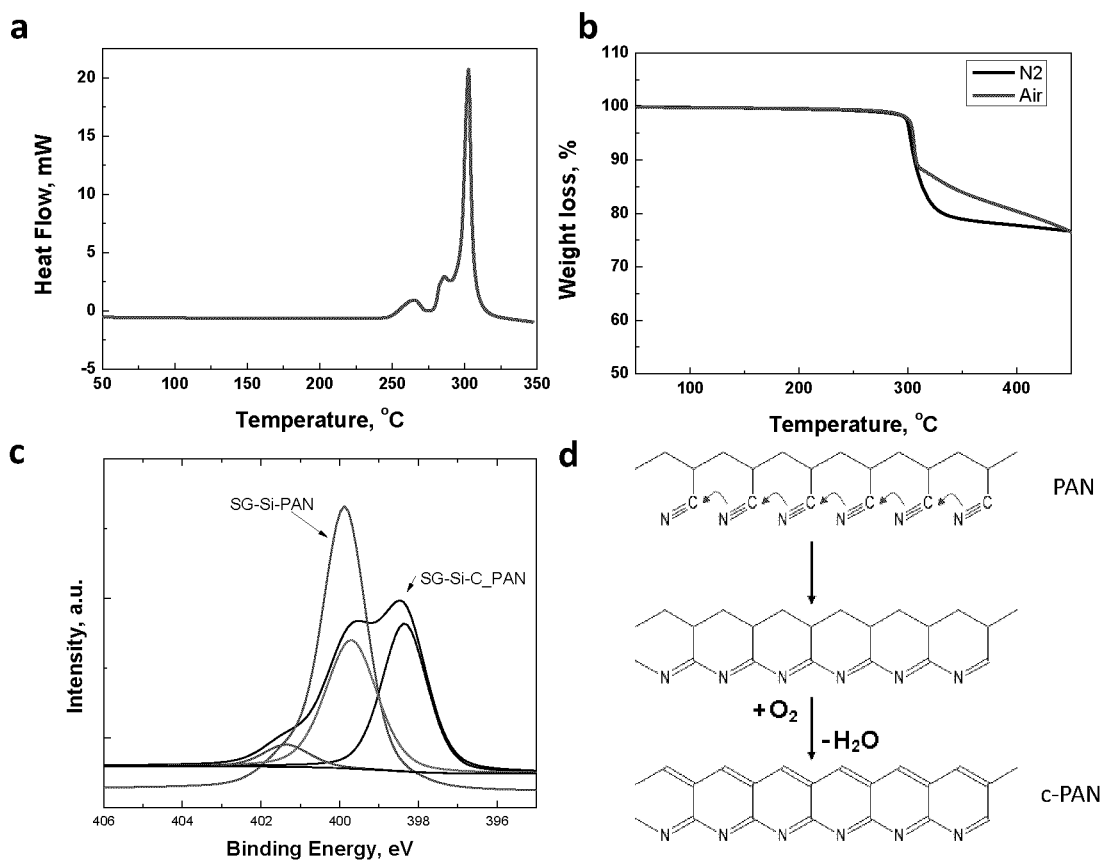 a
20
15
10
5
0
-5
50 100 150 200 250 300 350
Heat Flow, mW
Temperature, °C
b
110
100
90
80
70
60
50
100 200 300 400
Weight loss, %
Temperature, °C
N2
Air
c
SG-Si-PAN
SG-Si-C_PAN
Intensity, a.u.
406 404 402 400 398 396
Binding Energy, eV
d
C C C C C C
N N N N N N
PAN
N N N N N N
+O2
-H2O
N N N N N N
c-PAN